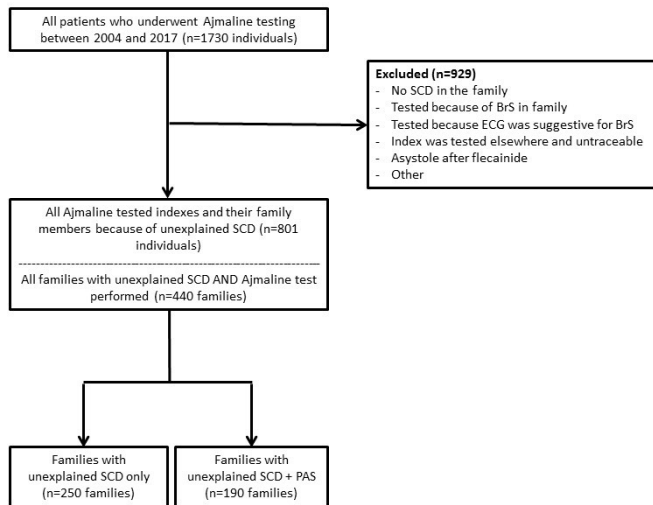 All patients who underwent Ajmaline testing
between 2004 and 2017 (n=1730 individuals)
Excluded (n=929)
- No SCD in the family
- Tested because of BrS in family
- Tested because ECG was suggestive for BrS
- Index was tested elsewhere and untraceable
- Asystole after flecainide
- Other
All Ajmaline tested indexes and their family
members because of unexplained SCD (n=801
individuals)
All families with unexplained SCD AND Ajmaline test
performed (n=440 families)
Families with
unexplained SCD only
(n=250 families)
Families with
unexplained SCD + PAS
(n=190 families)